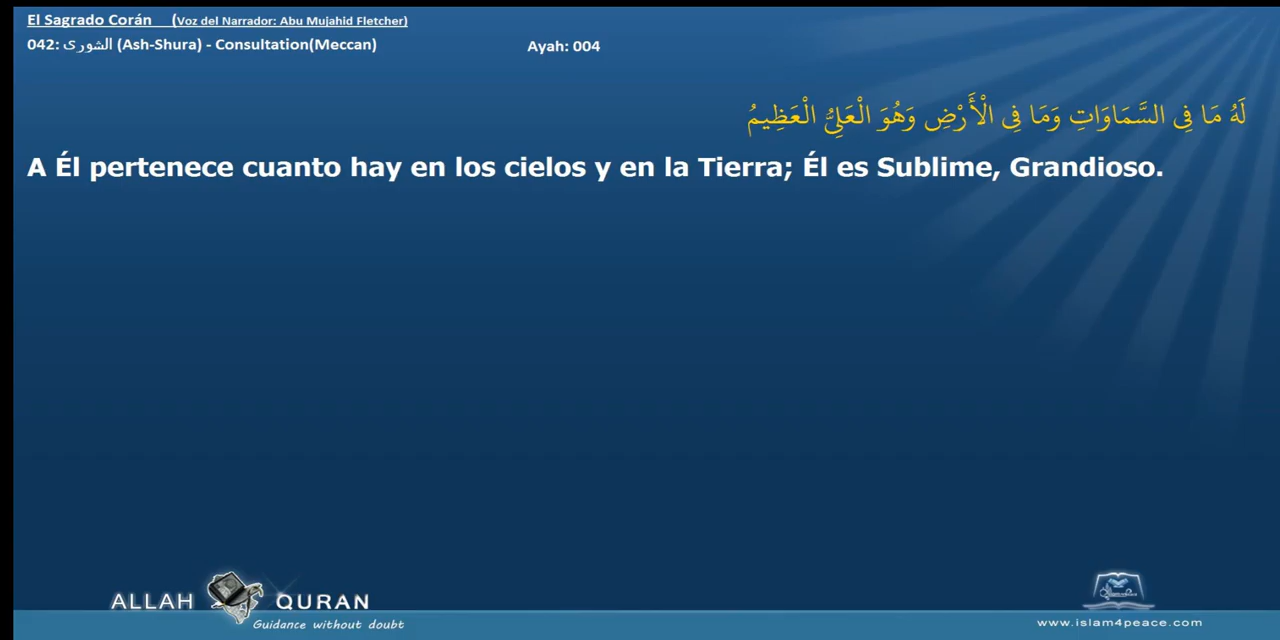 El Sagrado Corán (Voz del Narrador: Abu Mujahid Fletcher)
042: الشورى (Ash-Shura) - Consultation(Meccan) Ayah: 004
لَهُ مَا فِي السَّمَاوَاتِ وَمَا فِي الْأَرْضِ وَهُوَ الْعَلِيُّ الْعَظِيمُ
A Él pertenece cuanto hay en los cielos y en la Tierra; Él es Sublime, Grandioso.
ALLAH QURAN
Guidance without doubt
www.islam4peace.com